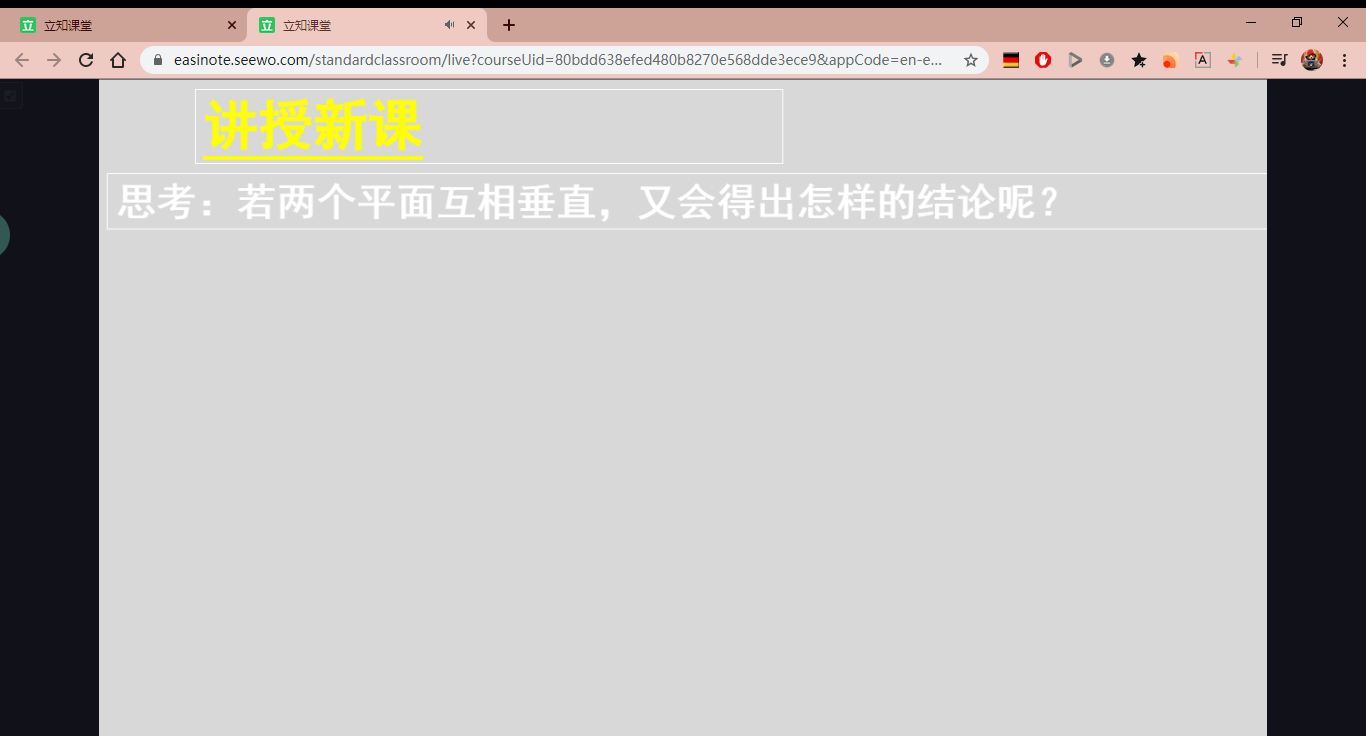 立知课堂
立知课堂
easinote.seewo.com/standardclassroom/live?courseUid=80bdd638efed480b8270e568dde3ece9&appCode=en-e...
讲授新课
思考：若两个平面互相垂直，又会得出怎样的结论呢？